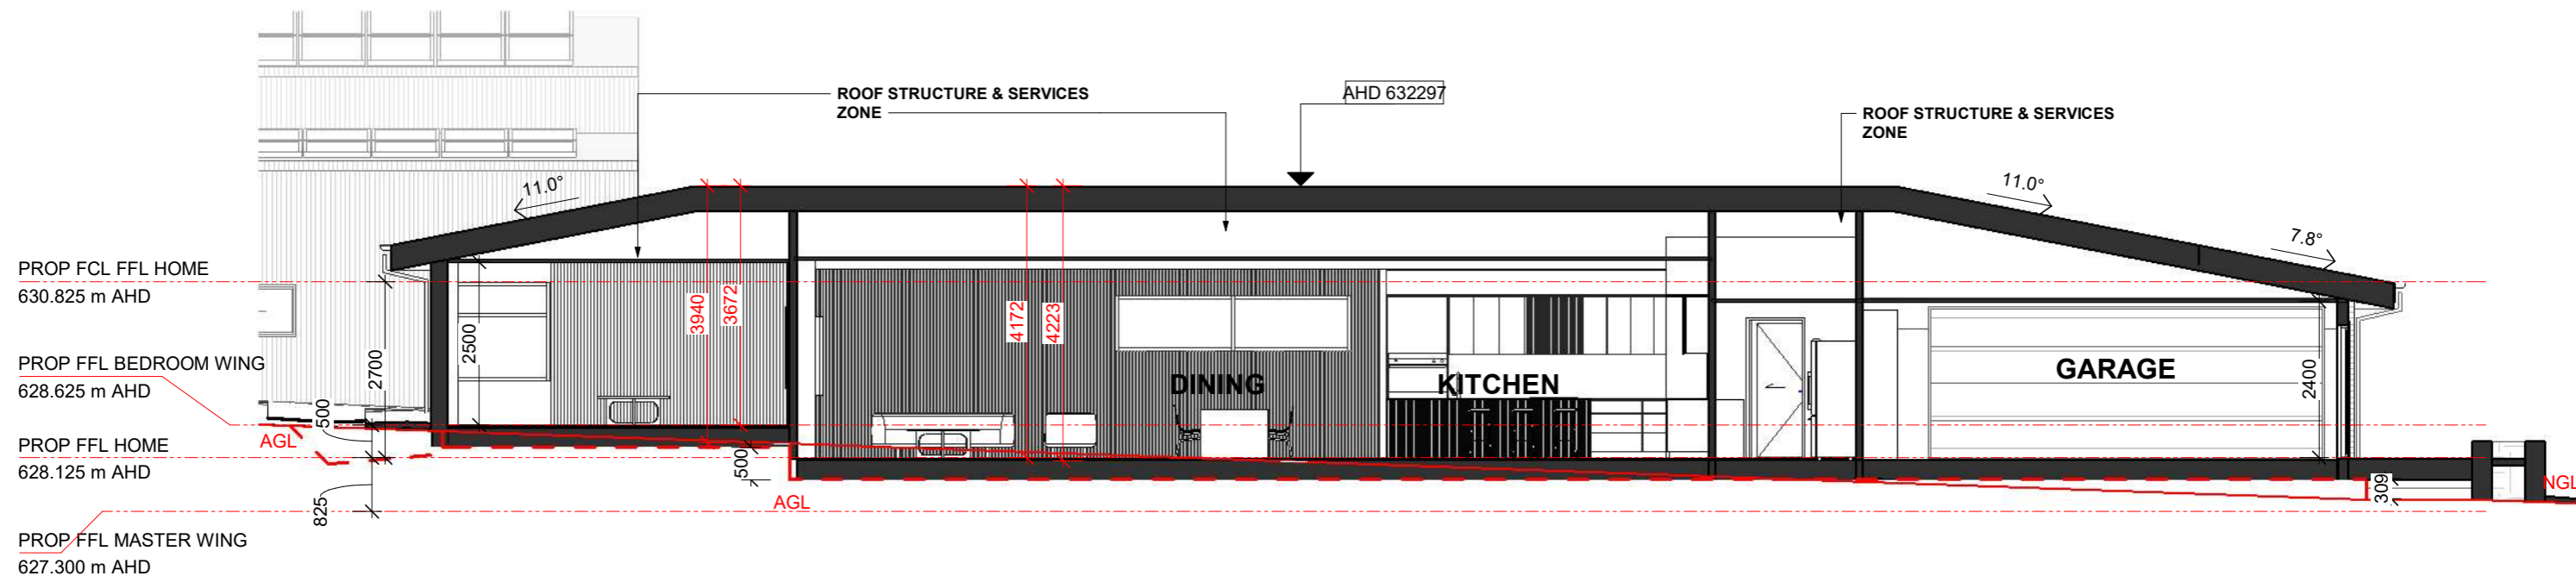 ROOF STRUCTURE & SERVICES
ZONE
AHD 632297
ROOF STRUCTURE & SERVICES
ZONE
11.0°
11.0°
7.8°
PROP FCL FFL HOME
630.825 m AHD
PROP FFL BEDROOM WING
628.625 m AHD
PROP FFL HOME
628.125 m AHD
PROP FFL MASTER WING
627.300 m AHD
AGL
500
2700
825
2500
3940
3672
500
AGL
4172
4223
DINING
KITCHEN
GARAGE
2400
309
NGL